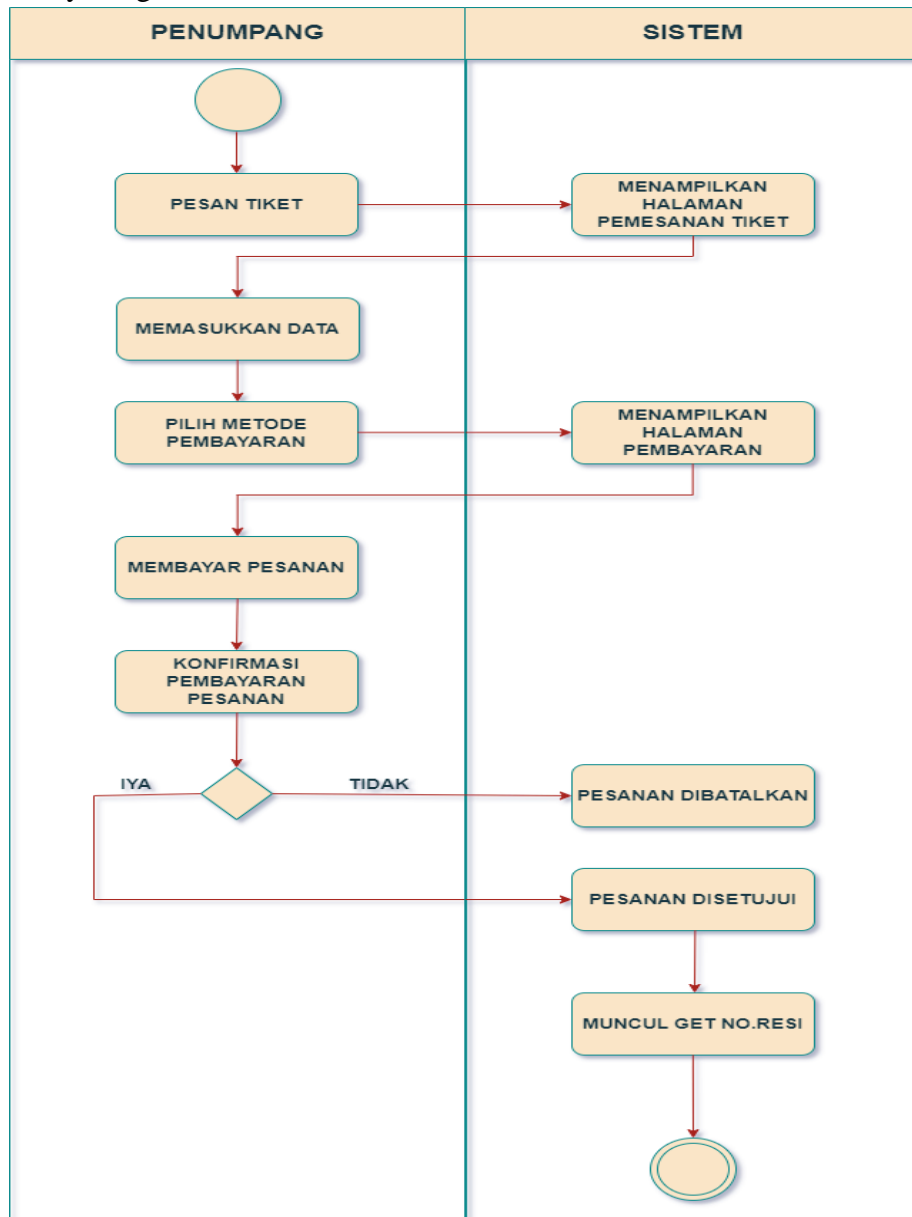 PENUMPANG
SISTEM
PESAN TIKET
MENAMPILKAN
HALAMAN
PEMESANAN TIKET
MEMASUKKAN DATA
PILIH METODE
PEMBAYARAN
MENAMPILKAN
HALAMAN
PEMBAYARAN
MEMBAYAR PESANAN
KONFIRMASI
PEMBAYARAN
PESANAN
IYA
TIDAK
PESANAN DIBATALKAN
PESANAN DISETUJUI
MUNCUL GET NO.RESI